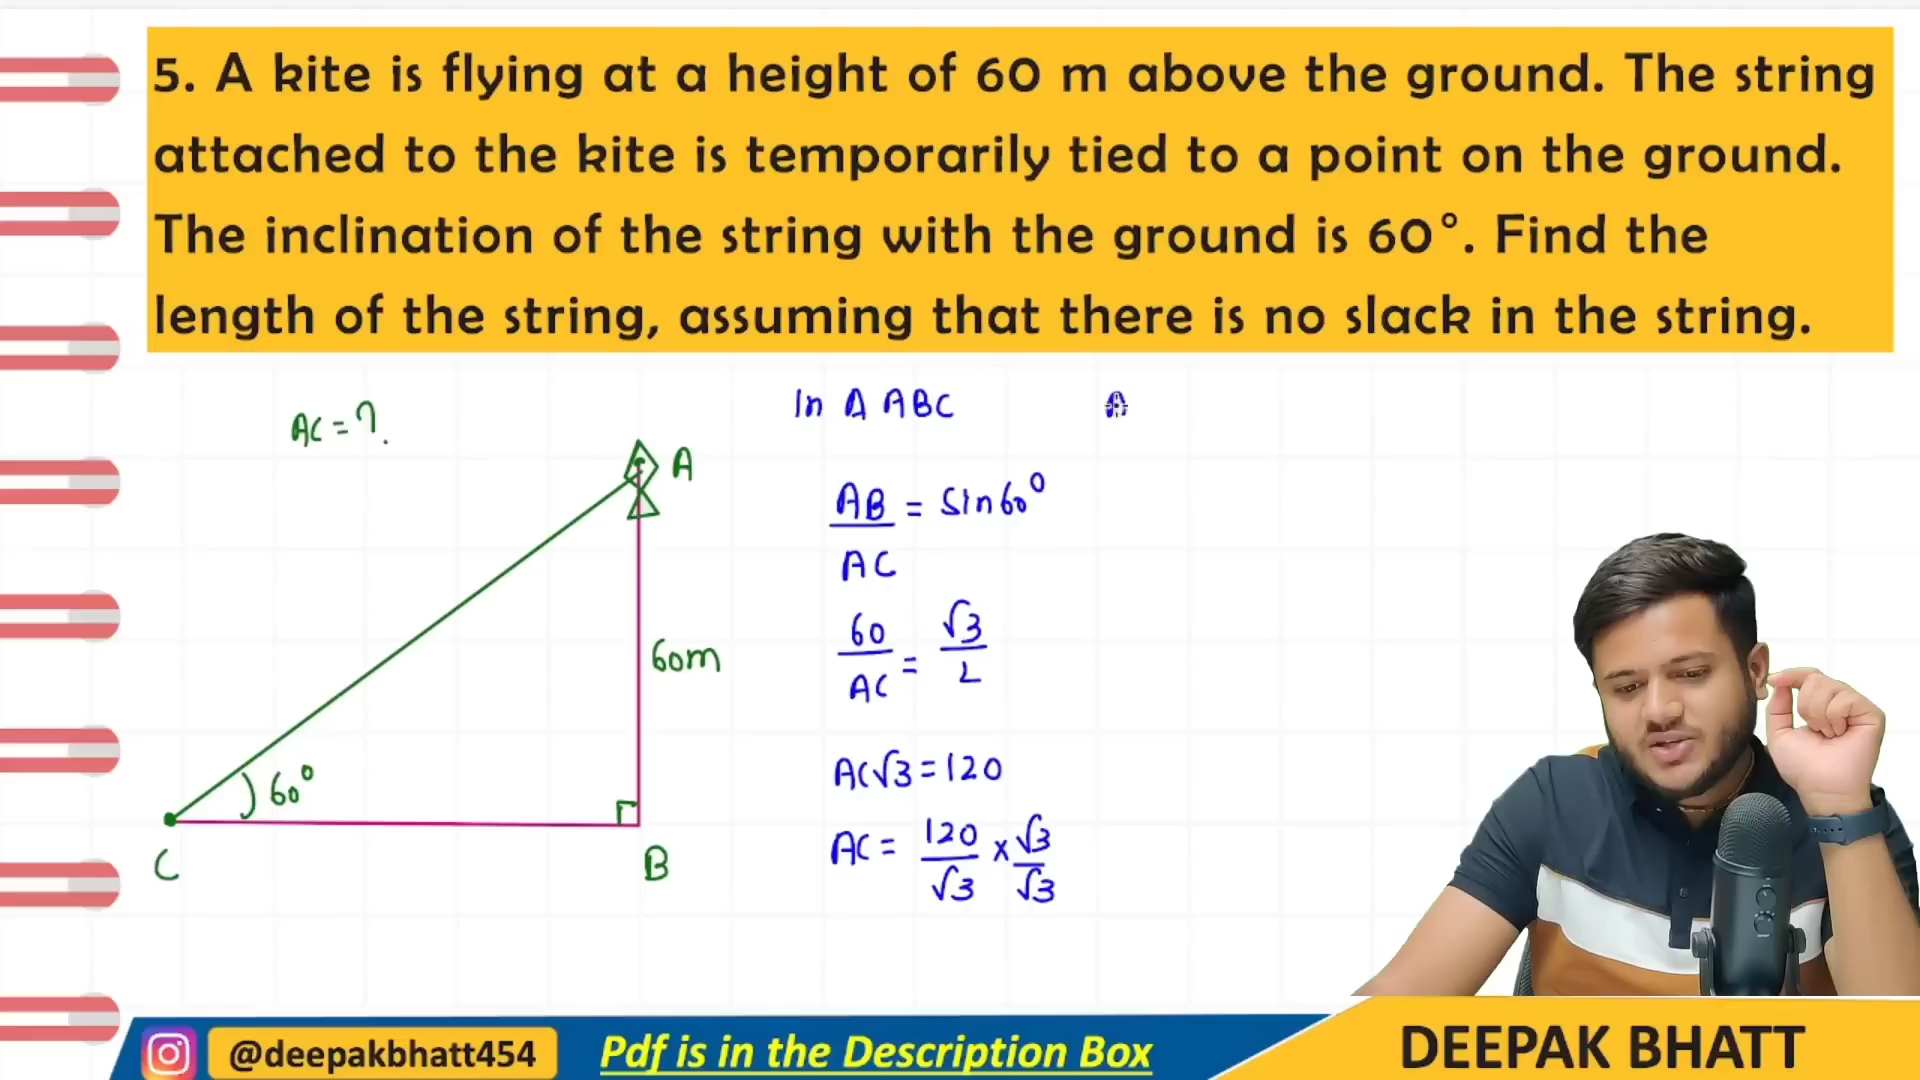 5. A kite is flying at a height of 60 m above the ground. The string
attached to the kite is temporarily tied to a point on the ground.
The inclination of the string with the ground is 60°. Find the
length of the string, assuming that there is no slack in the string.
AC = ?
A
60m
60°
C
B
In Δ ABC
AB/AC = Sin60°
60/AC = √3/2
AC√3 = 120
AC = 120/√3 × √3/√3
A
@deepakbhatt454
Pdf is in the Description Box
DEEPAK BHATT